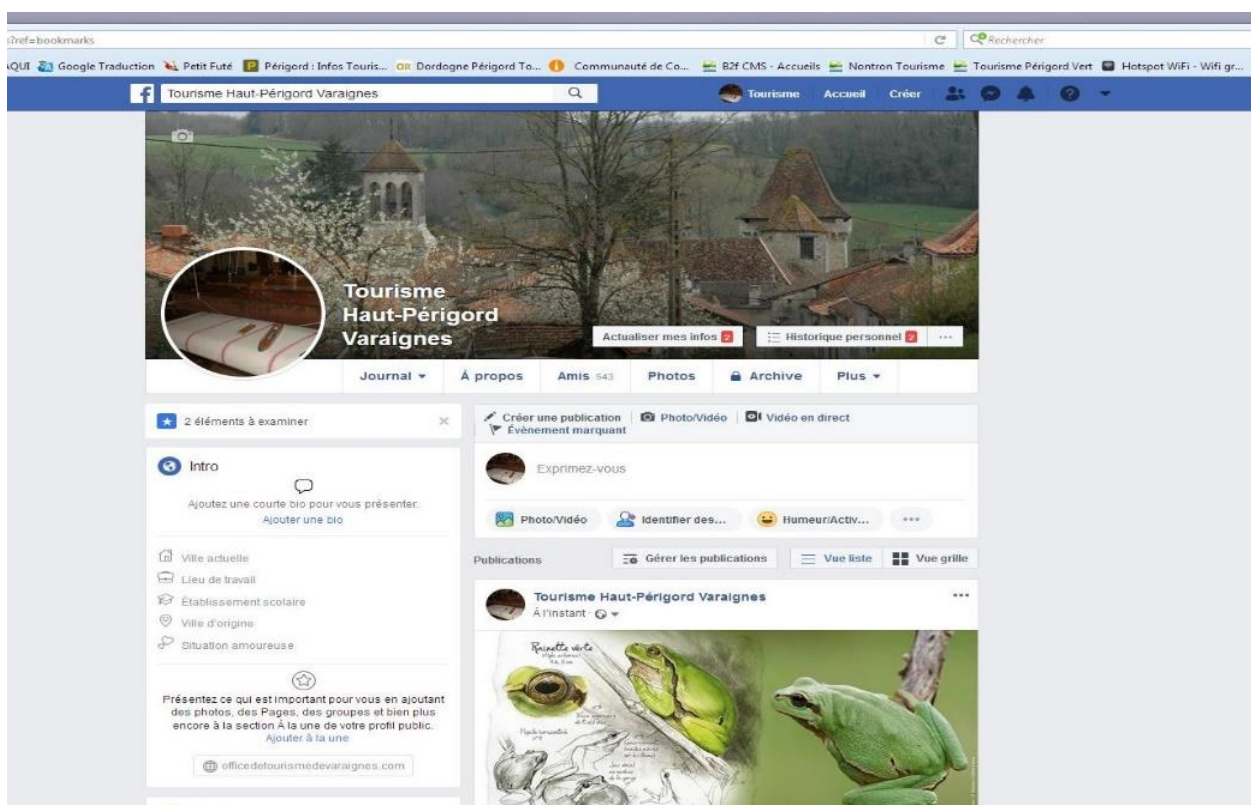 s?ref=bookmarks
Rechercher
AQUI Google Traduction Petit Futé Périgord : Infos Touris... OR Dordogne Périgord To... Communauté de Co... B2f CMS - Accueils Nontron Tourisme Tourisme Périgord Vert Hotspot WiFi - Wifi gr...
Tourisme Haut-Périgord Varaignes
Tourisme Accueil Créer
Tourisme
Haut-Périgord
Varaignes
Actualiser mes infos 2
Historique personnel 2 ...
Journal À propos Amis 543 Photos Archive Plus
2 éléments à examiner
Intro
Ajoutez une courte bio pour vous présenter.
Ajouter une bio
Ville actuelle
Lieu de travail
Établissement scolaire
Ville d'origine
Situation amoureuse
Présentez ce qui est important pour vous en ajoutant
des photos, des Pages, des groupes et bien plus
encore à la section À la une de votre profil public.
Ajouter à la une
officedetourismedevaraignes.com
Créer une publication Photo/Vidéo Vidéo en direct
Évènement marquant
Exprimez-vous
Photo/Vidéo Identifier des... Humeur/Activ... ...
Publications Gérer les publications Vue liste Vue grille
Tourisme Haut-Périgord Varaignes ...
À l'instant
Rainette verte